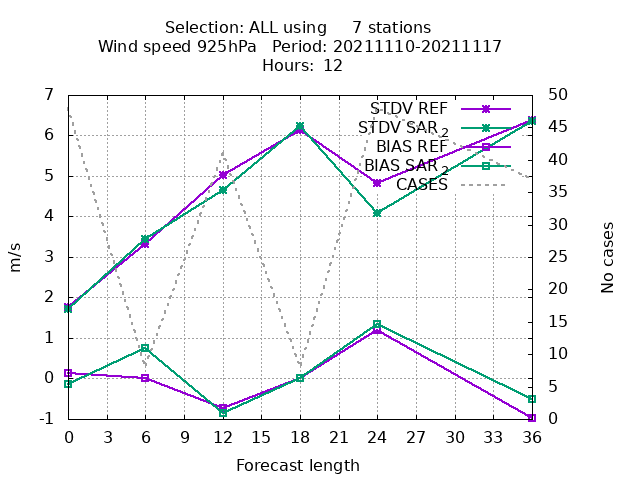 Selection: ALL using     7 stations
Wind speed 925hPa   Period: 20211110-20211117
Hours:  12
7
6
5
4
3
2
1
0
-1
50
45
40
35
30
25
20
15
10
5
0
STDV REF
STDV SAR_2
BIAS REF
BIAS SAR_2
CASES
m/s
No cases
0 3 6 9 12 15 18 21 24 27 30 33 36
Forecast length